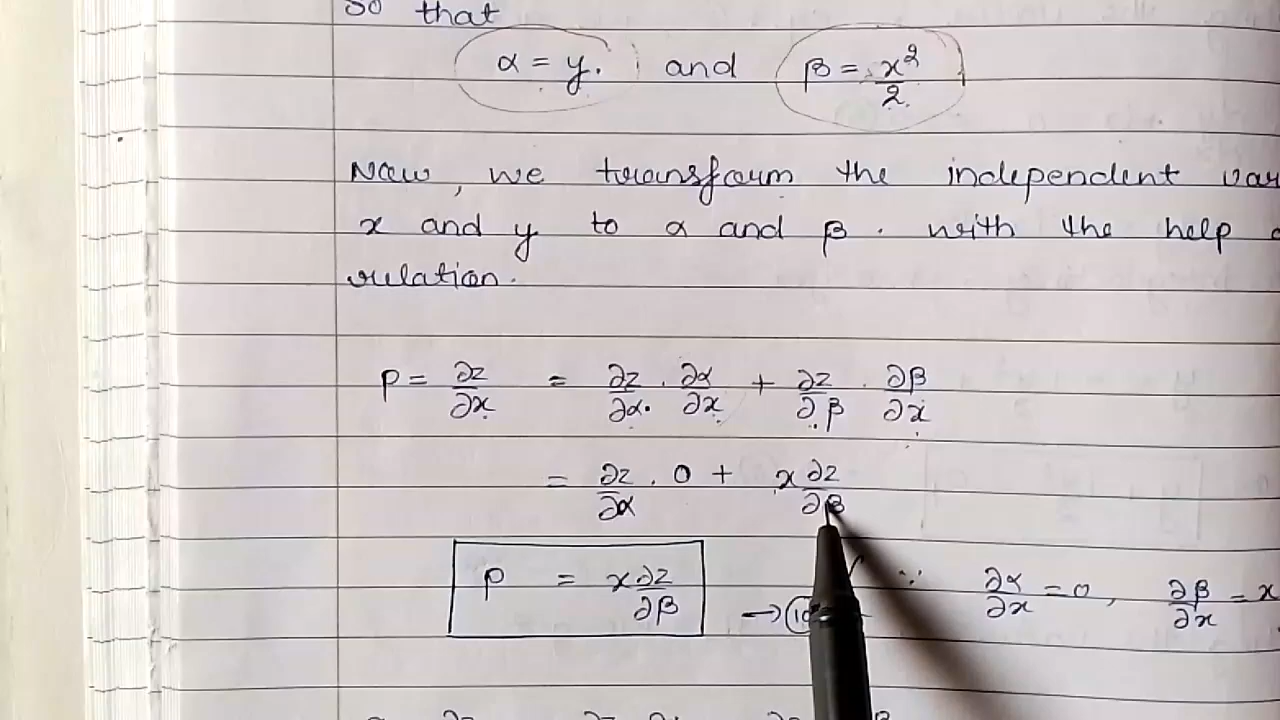 So that
α = y. and β = x²/2
Now, we transform the independent var
x and y to α and β. with the help
relation.
P = ∂z/∂x = ∂z/∂α . ∂α/∂x + ∂z/∂β . ∂β/∂x
= ∂z/∂α . 0 + x ∂z/∂β
P = x ∂z/∂β → ∵ ∂α/∂x = 0, ∂β/∂x = x